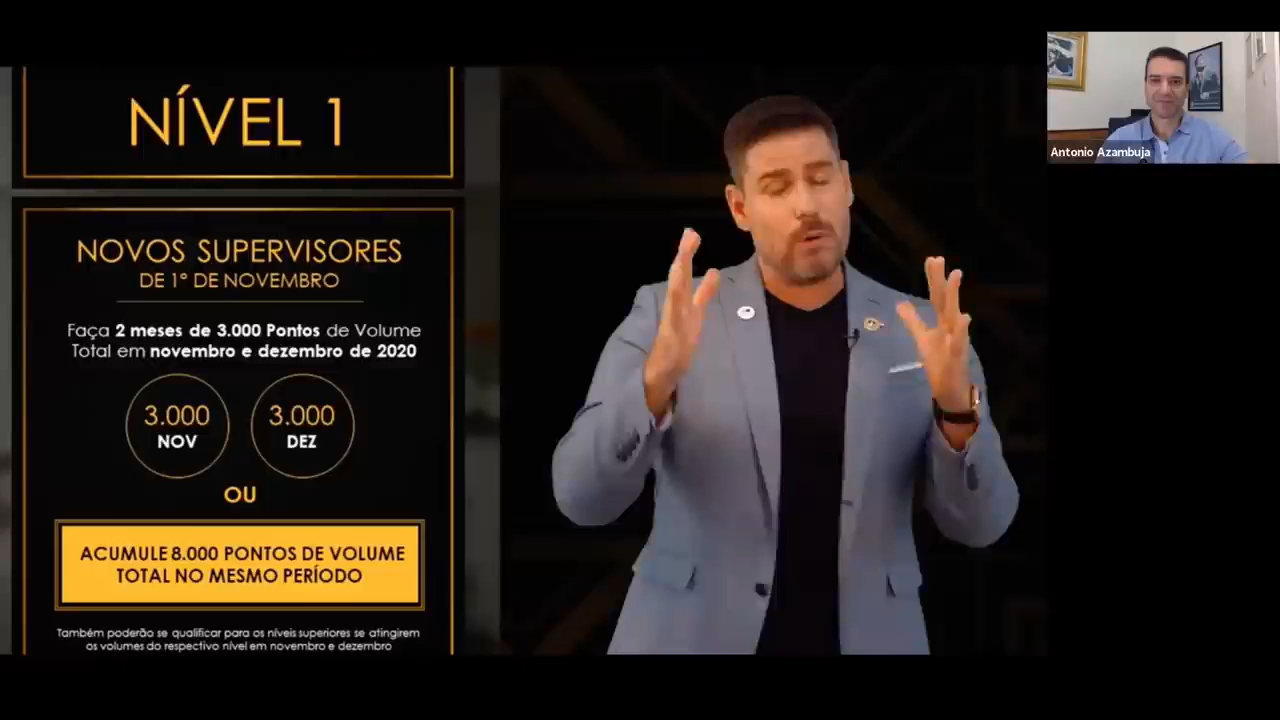 NÍVEL 1
NOVOS SUPERVISORES
DE 1º DE NOVEMBRO
Faça 2 meses de 3.000 Pontos de Volume
Total em novembro e dezembro de 2020
3.000
NOV
3.000
DEZ
OU
ACUMULE 8.000 PONTOS DE VOLUME
TOTAL NO MESMO PERÍODO
Também poderão se qualificar para os níveis superiores se atingirem
os volumes do respectivo nível em novembro e dezembro
Antonio Azambuja